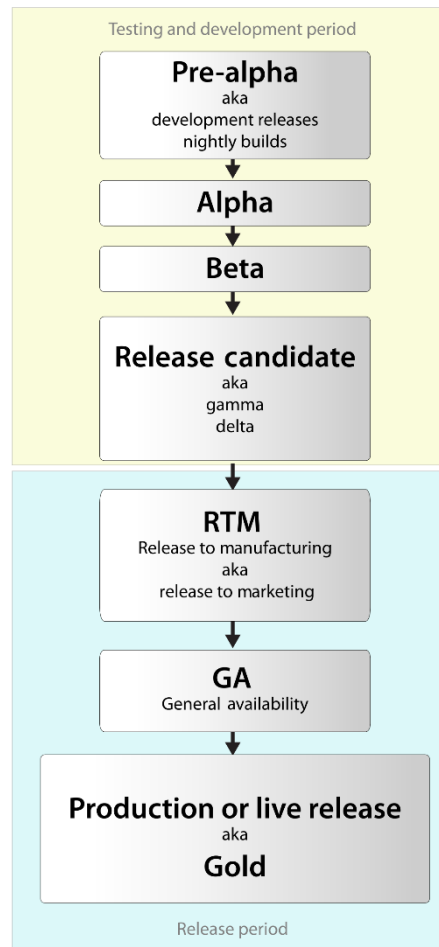 Testing and development period
Pre-alpha
aka
development releases
nightly builds
Alpha
Beta
Release candidate
aka
gamma
delta
RTM
Release to manufacturing
aka
release to marketing
GA
General availability
Production or live release
aka
Gold
Release period